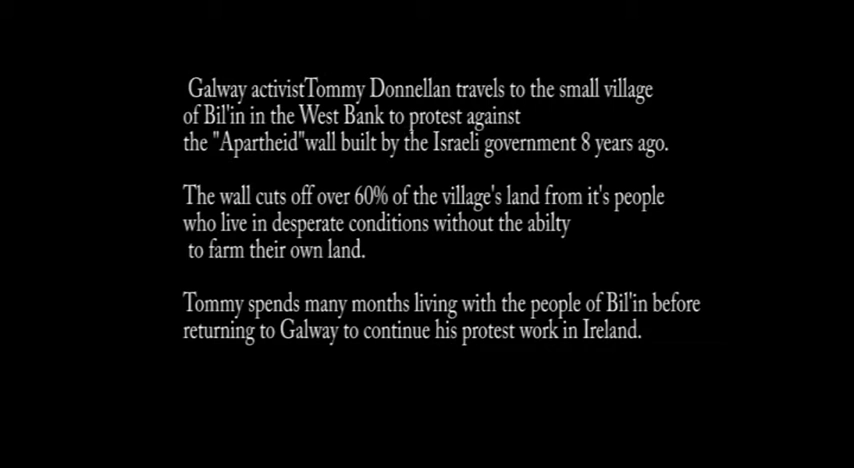 Galway activistTommy Donnellan travels to the small village
of Bil'in in the West Bank to protest against
the "Apartheid"wall built by the Israeli government 8 years ago.
The wall cuts off over 60% of the village's land from it's people
who live in desperate conditions without the abilty
to farm their own land.
Tommy spends many months living with the people of Bil'in before
returning to Galway to continue his protest work in Ireland.